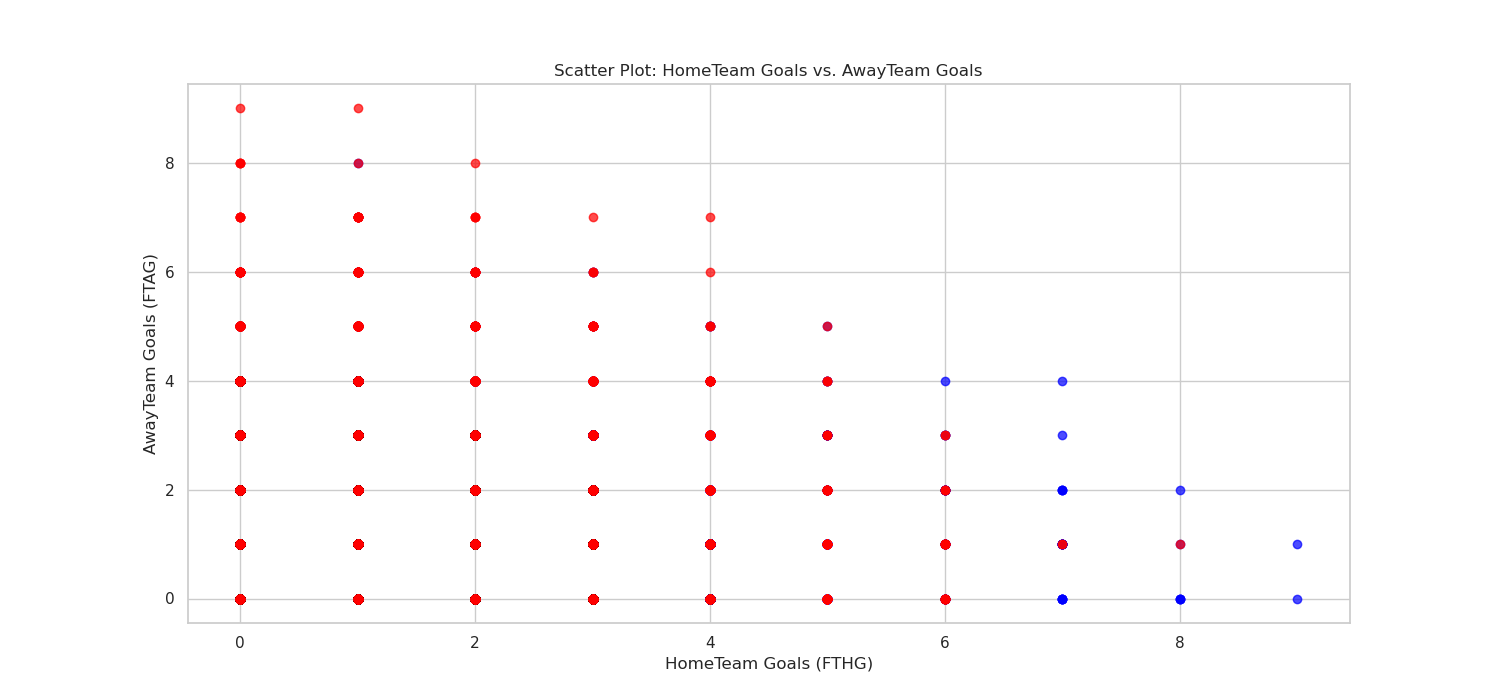 Scatter Plot: HomeTeam Goals vs. AwayTeam Goals
AwayTeam Goals (FTAG)
8
6
4
2
0
0 2 4 6 8
HomeTeam Goals (FTHG)